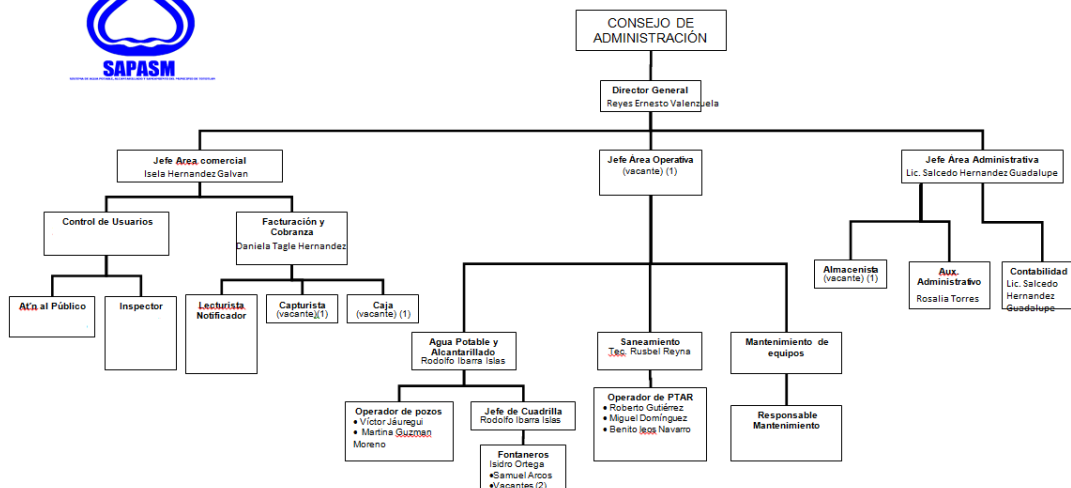 SAPASM
CONSEJO DE
ADMINISTRACIÓN
Director General
Reyes Ernesto Valenzuela
Jefe Area comercial
Isela Hernandez Galvan
Jefe Área Operativa
(vacante) (1)
Jefe Área Administrativa
Lic. Salcedo Hernandez Guadalupe
Control de Usuarios
Facturación y
Cobranza
Daniela Tagle Hernandez
Almacenista
(vacante) (1)
Aux.
Administrativo
Rosalia Torres
Contabilidad
Lic. Salcedo
Hernandez
Guadalupe
At'n al Público
Inspector
Lecturista
Notificador
Capturista
(vacante)(1)
Caja
(vacante) (1)
Agua Potable y
Alcantarillado
Rodolfo Ibarra Islas
Saneamiento
Tec. Rusbel Reyna
Mantenimiento de
equipos
Operador de pozos
• Víctor Jáuregui
• Martina Guzman
Moreno
Jefe de Cuadrilla
Rodolfo Ibarra Islas
Operador de PTAR
• Roberto Gutiérrez
• Miguel Domínguez
• Benito leos Navarro
Responsable
Mantenimiento
Fontaneros
Isidro Ortega
•Samuel Arcos
•Vacantes (2)